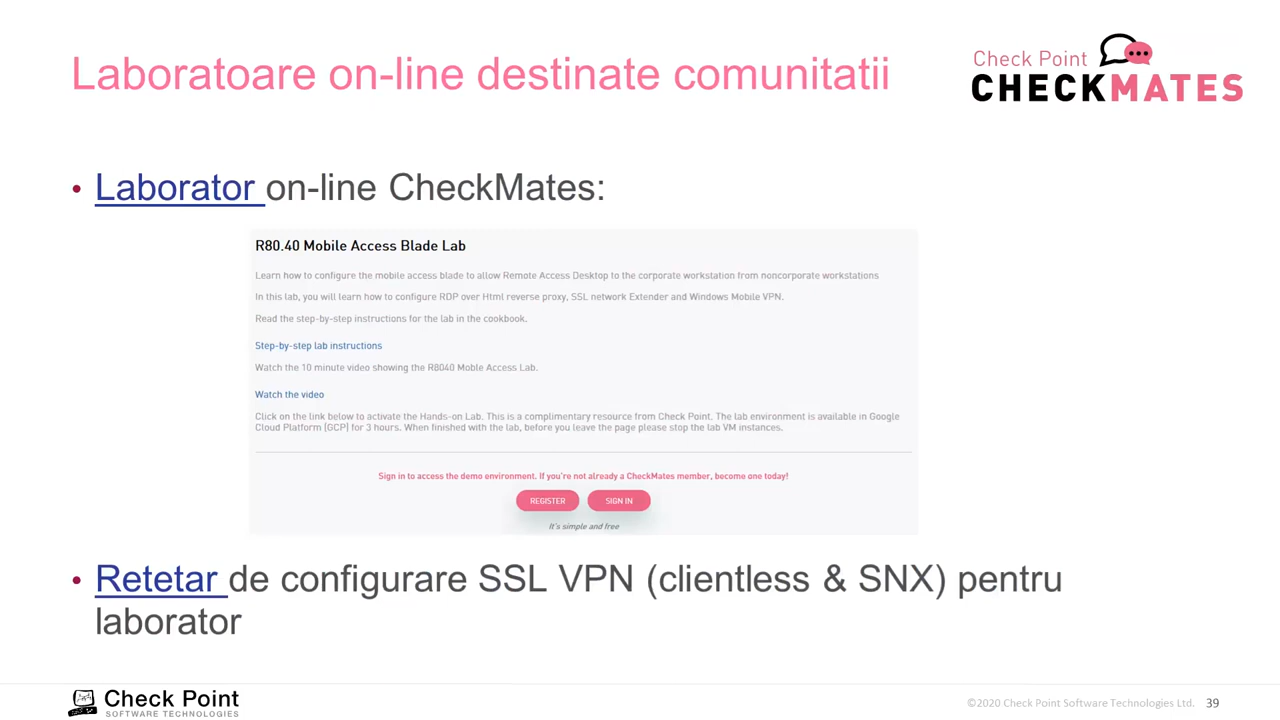 Laboratoare on-line destinate comunitatii
Check Point
CHECKMATES
• Laborator on-line CheckMates:
R80.40 Mobile Access Blade Lab
Learn how to configure the mobile access blade to allow Remote Access Desktop to the corporate workstation from noncorporate workstations
In this lab, you will learn how to configure RDP over Html reverse proxy, SSL network Extender and Windows Mobile VPN.
Read the step-by-step instructions for the lab in the cookbook.
Step-by-step lab instructions
Watch the 10 minute video showing the R8040 Moble Access Lab.
Watch the video
Click on the link below to activate the Hands-on Lab. This is a complimentary resource from Check Point. The lab environment is available in Google
Cloud Platform (GCP) for 3 hours. When finished with the lab, before you leave the page please stop the lab VM instances.
Sign in to access the demo environment. If you're not already a CheckMates member, become one today!
REGISTER SIGN IN
It's simple and free
• Retetar de configurare SSL VPN (clientless & SNX) pentru
laborator
Check Point
SOFTWARE TECHNOLOGIES
©2020 Check Point Software Technologies Ltd. 39